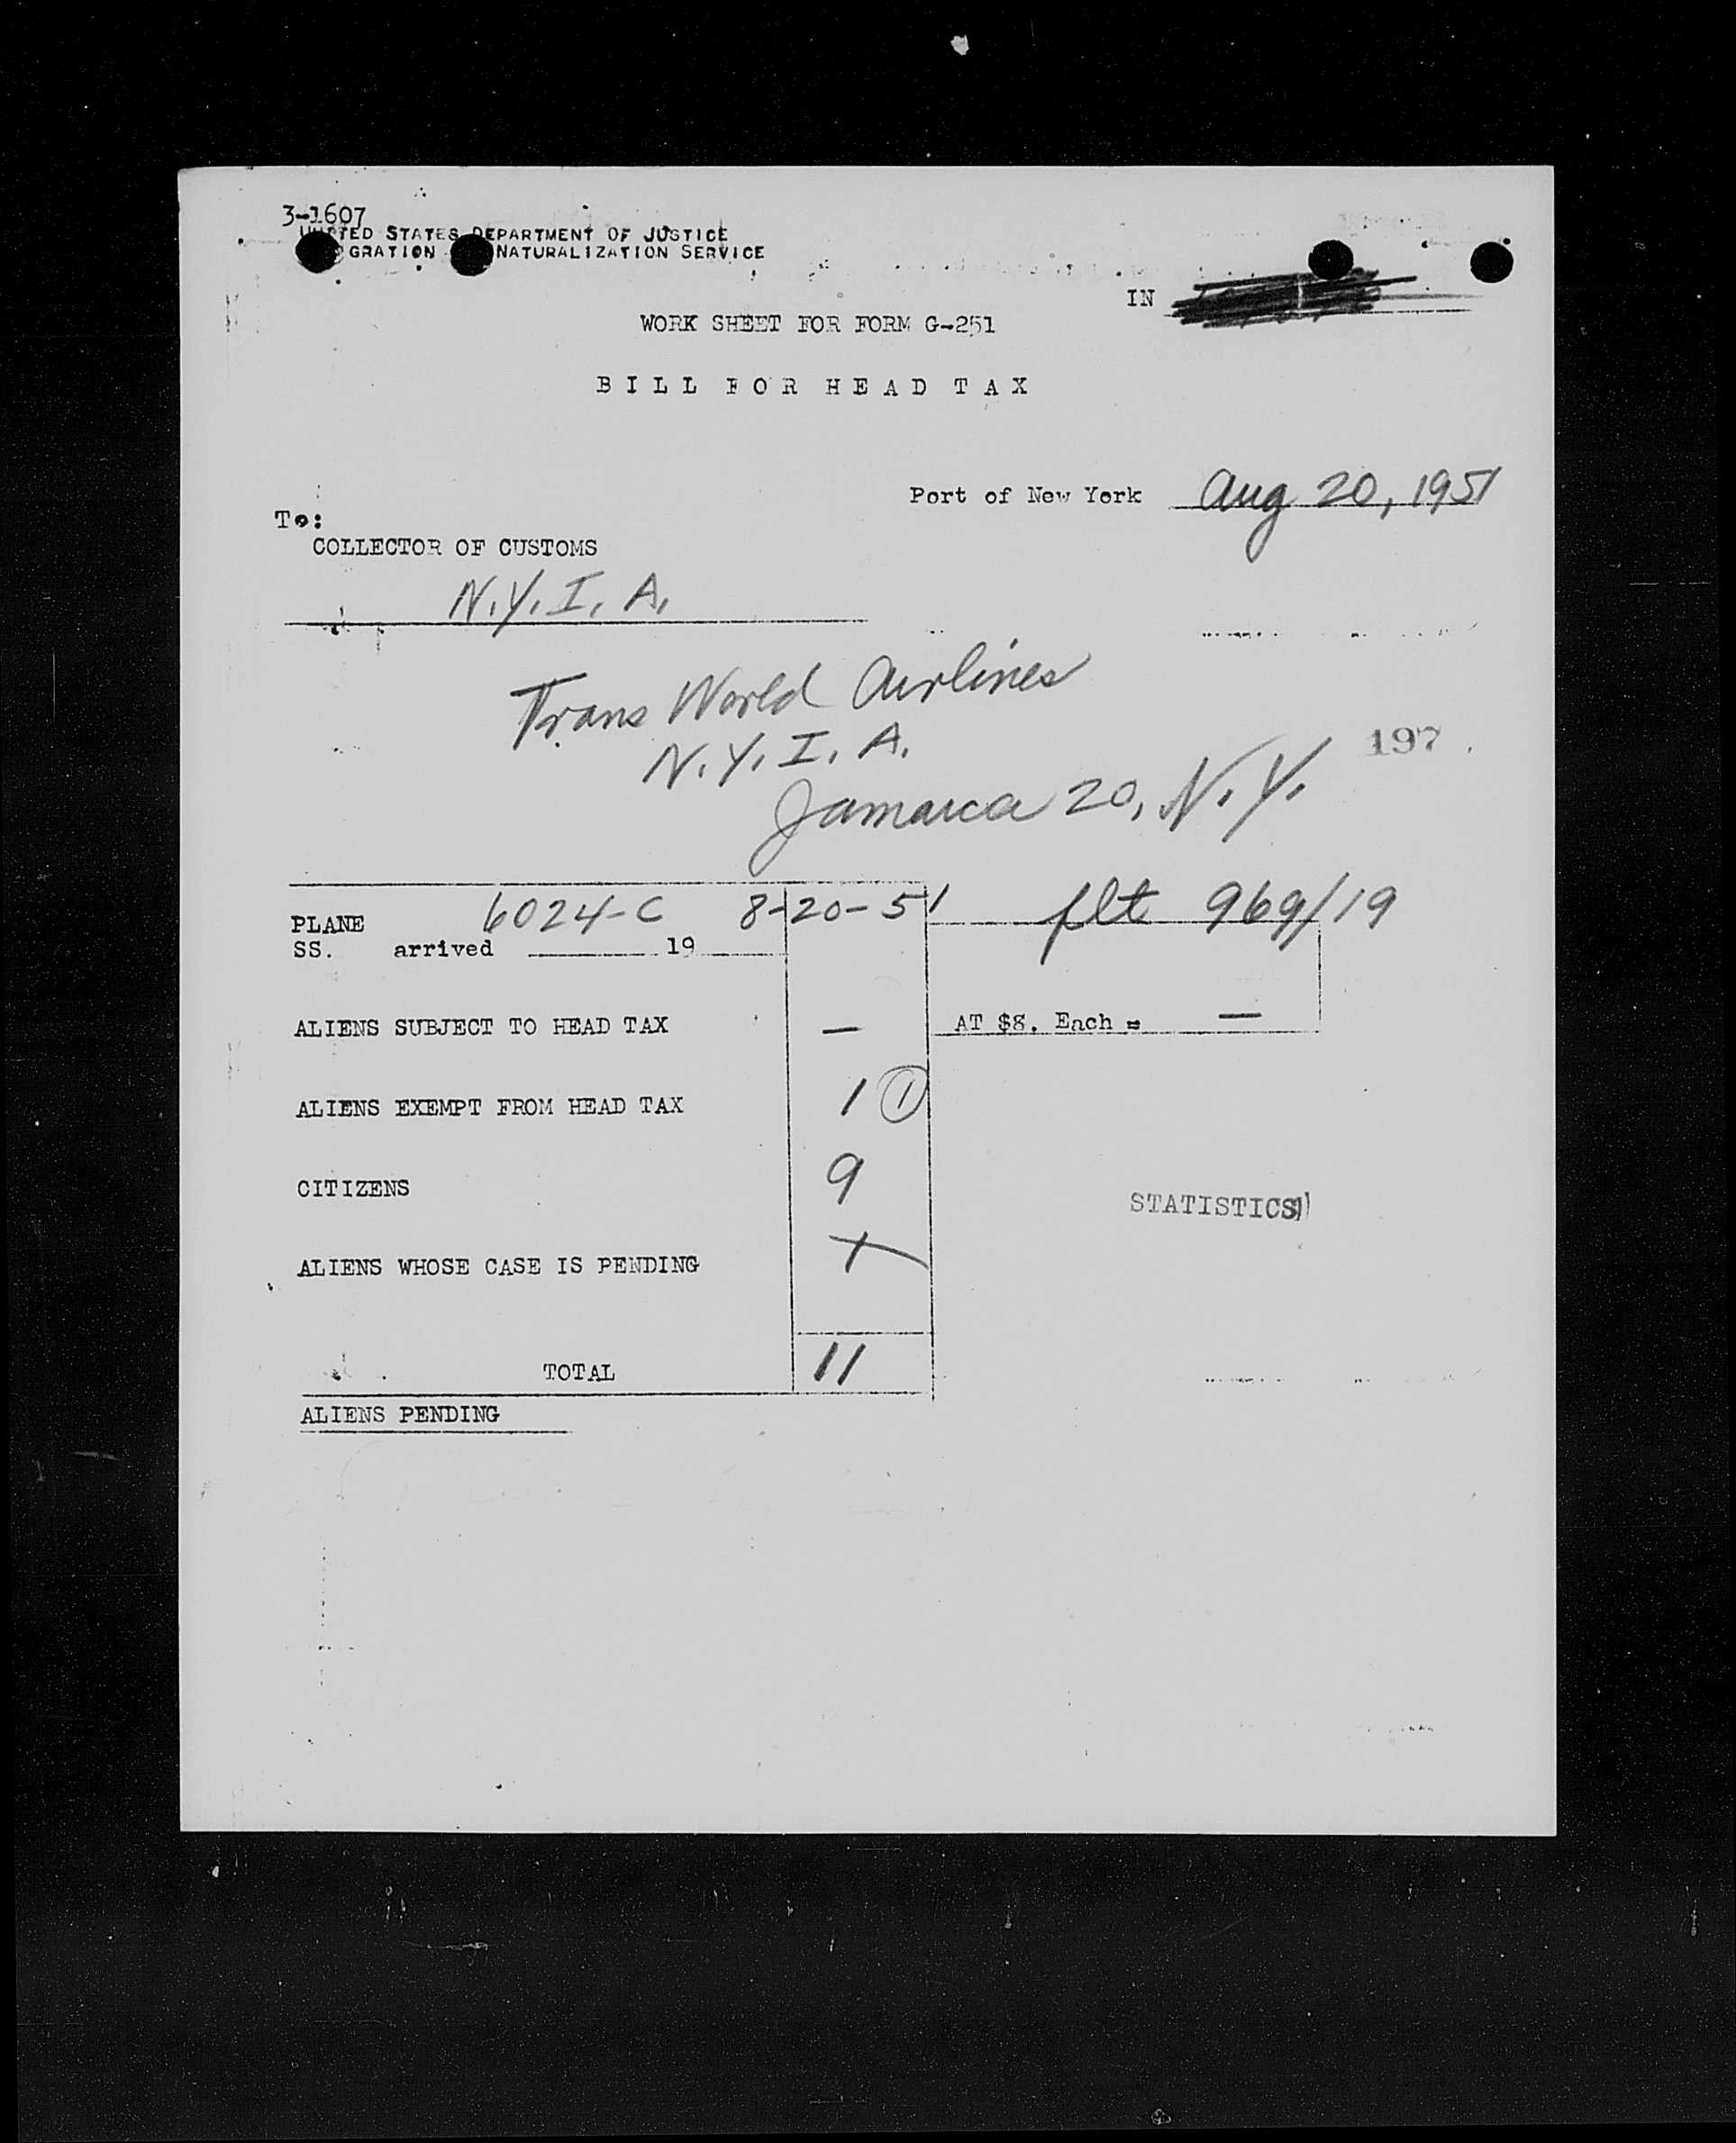 3-1607
UNITED STATES DEPARTMENT OF JUSTICE
GRATION NATURALIZATION SERVICE
IN
WORK SHEET FOR FORM G-251
BILL FOR HEAD TAX
Port of New York Aug 20, 1951
To:
COLLECTOR OF CUSTOMS
N.Y.I.A.
Trans World Airlines
N.Y.I.A.
197
Jamaica 20, N.Y.
PLANE 6024-C 8-20-51 flt 969/19
SS. arrived 19
ALIENS SUBJECT TO HEAD TAX — AT $8. Each = —
ALIENS EXEMPT FROM HEAD TAX 1 1
CITIZENS 9
STATISTICS
ALIENS WHOSE CASE IS PENDING
TOTAL 11
ALIENS PENDING